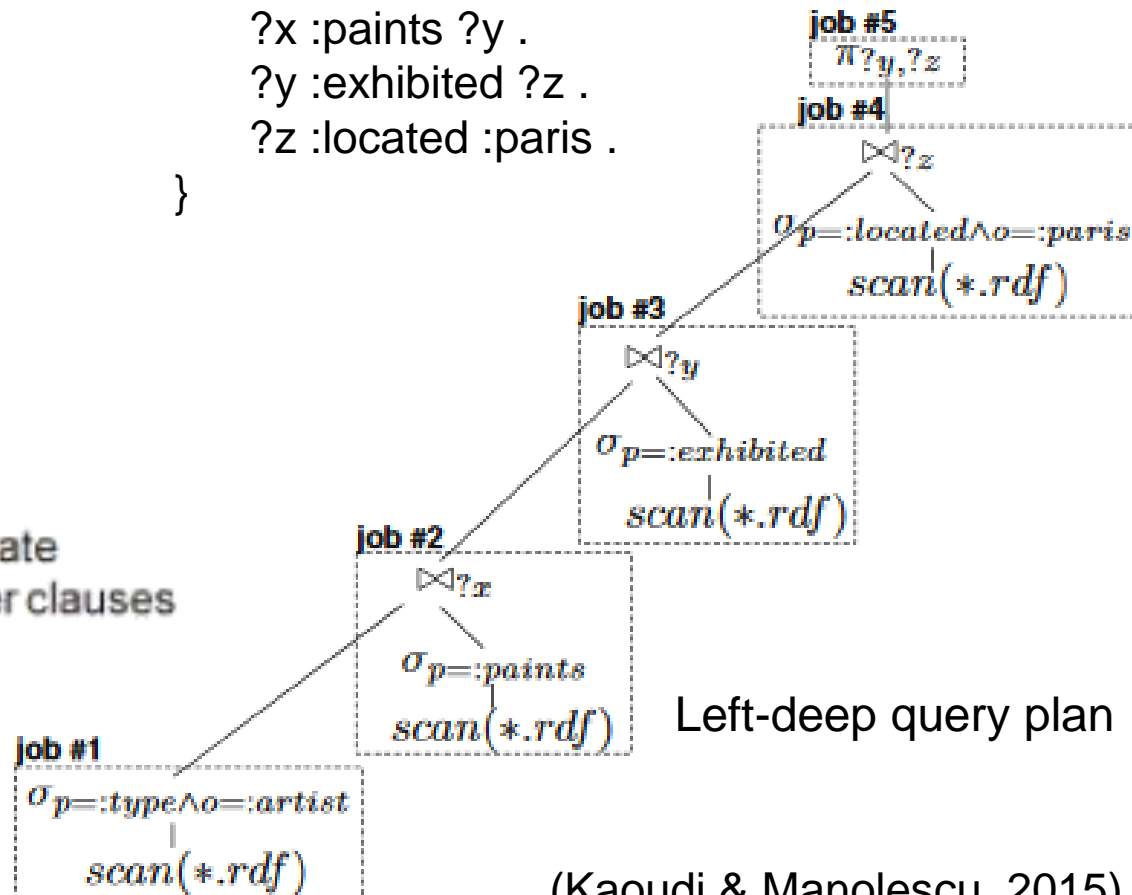 ?x :paints ?y .
?y :exhibited ?z .
?z :located :paris .
}
job #5
π?y,?z
job #4
⋈?z
σp=:located∧o=:paris
scan(*.rdf)
job #3
⋈?y
σp=:exhibited
scan(*.rdf)
job #2
⋈?x
σp=:paints
scan(*.rdf)
clauses
Left-deep query plan
job #1
σp=:type∧o=:artist
scan(*.rdf)
(Kaoudi & Manolescu, 2015)